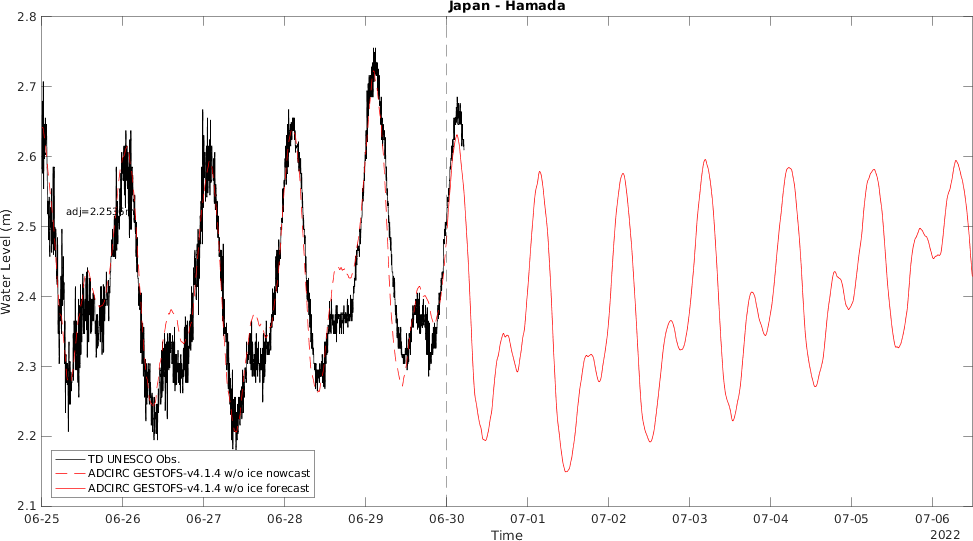 Japan - Hamada
2.8
2.7
2.6
2.5
2.4
2.3
2.2
2.1
Water Level (m)
TD UNESCO Obs.
ADCIRC GESTOFS-v4.1.4 w/o ice nowcast
ADCIRC GESTOFS-v4.1.4 w/o ice forecast
06-25 06-26 06-27 06-28 06-29 06-30 07-01 07-02 07-03 07-04 07-05 07-06
Time
2022